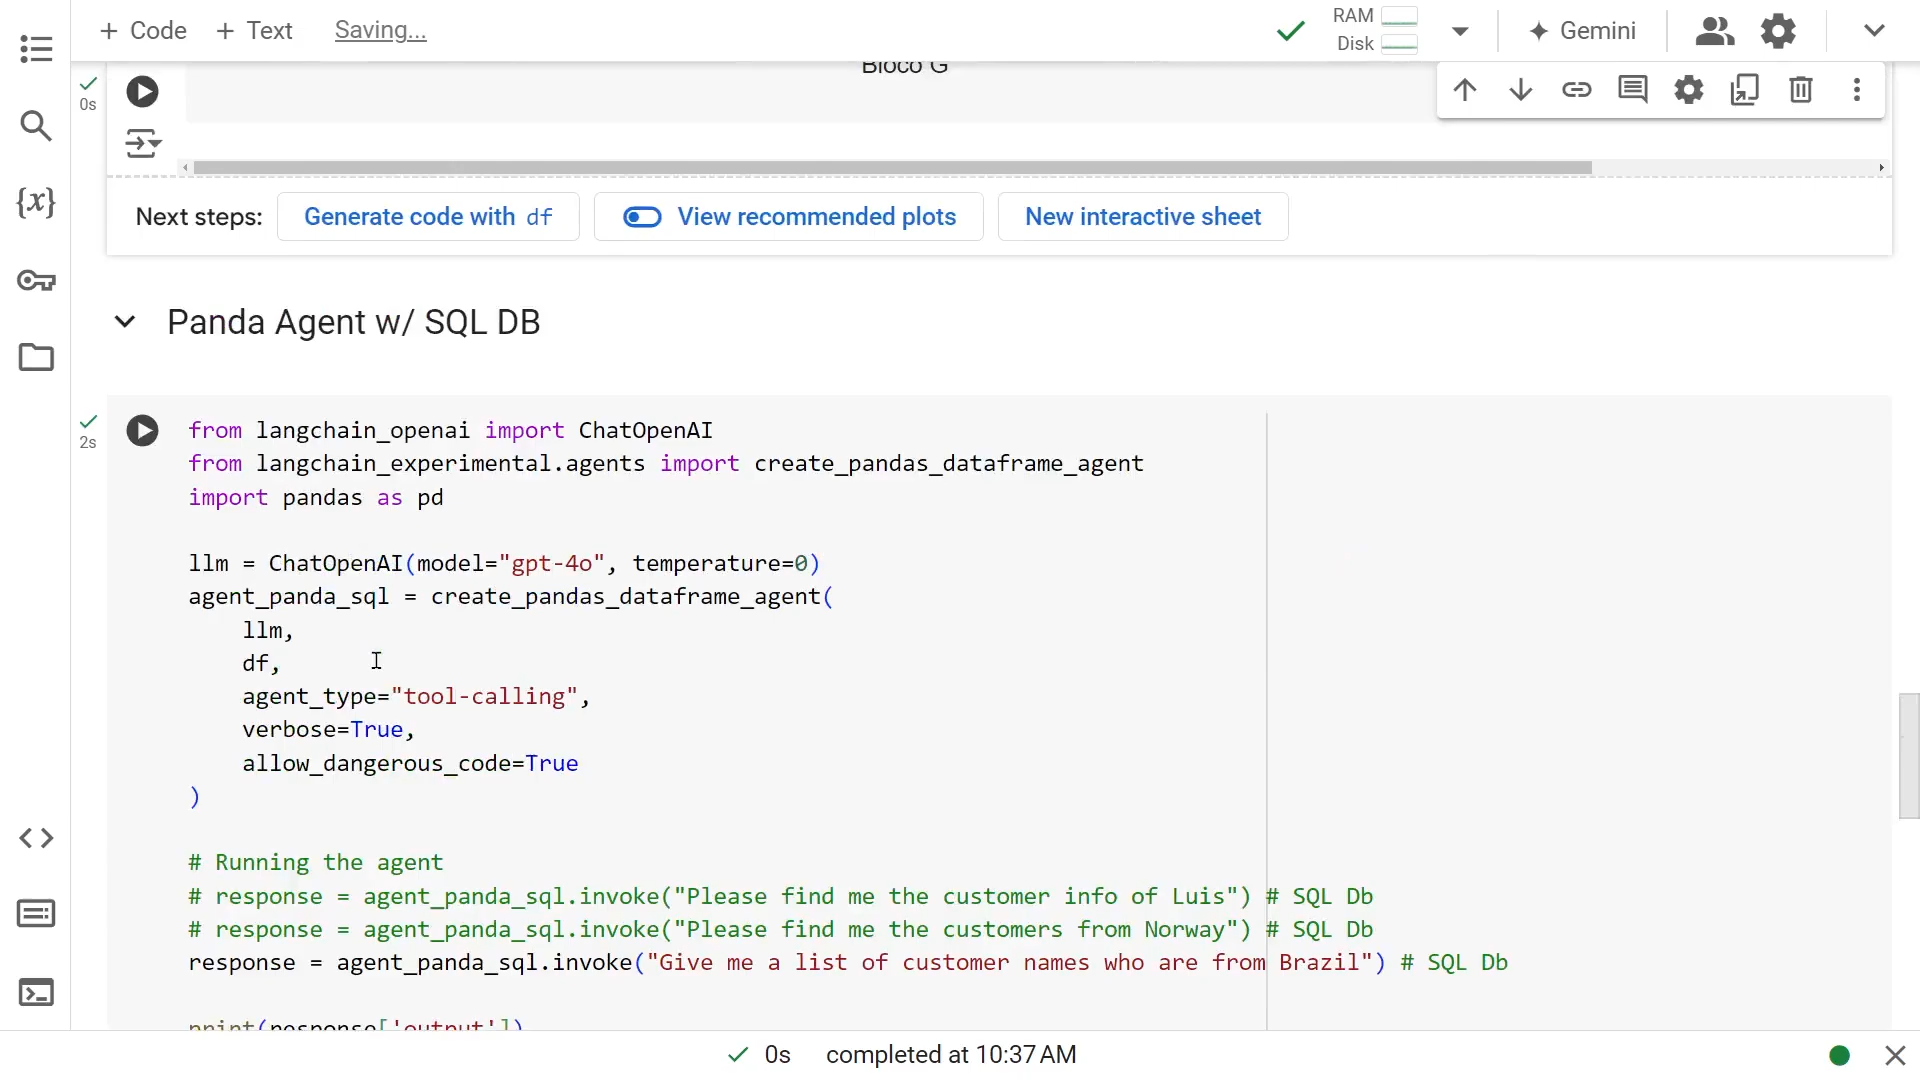 + Code + Text Saving...
RAM
Disk
Gemini
Bloco G
0s
{x}
Next steps: Generate code with df View recommended plots New interactive sheet
Panda Agent w/ SQL DB
2s
from langchain_openai import ChatOpenAI
from langchain_experimental.agents import create_pandas_dataframe_agent
import pandas as pd
llm = ChatOpenAI(model="gpt-4o", temperature=0)
agent_panda_sql = create_pandas_dataframe_agent(
llm,
df,
agent_type="tool-calling",
verbose=True,
allow_dangerous_code=True
)
# Running the agent
# response = agent_panda_sql.invoke("Please find me the customer info of Luis") # SQL Db
# response = agent_panda_sql.invoke("Please find me the customers from Norway") # SQL Db
response = agent_panda_sql.invoke("Give me a list of customer names who are from Brazil") # SQL Db
print(response['output'])
0s completed at 10:37 AM